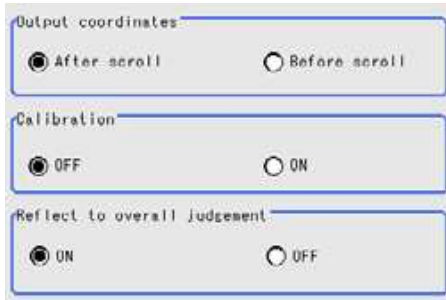 Output coordinates
After scroll Before scroll
Calibration
OFF ON
Reflect to overall judgement
ON OFF